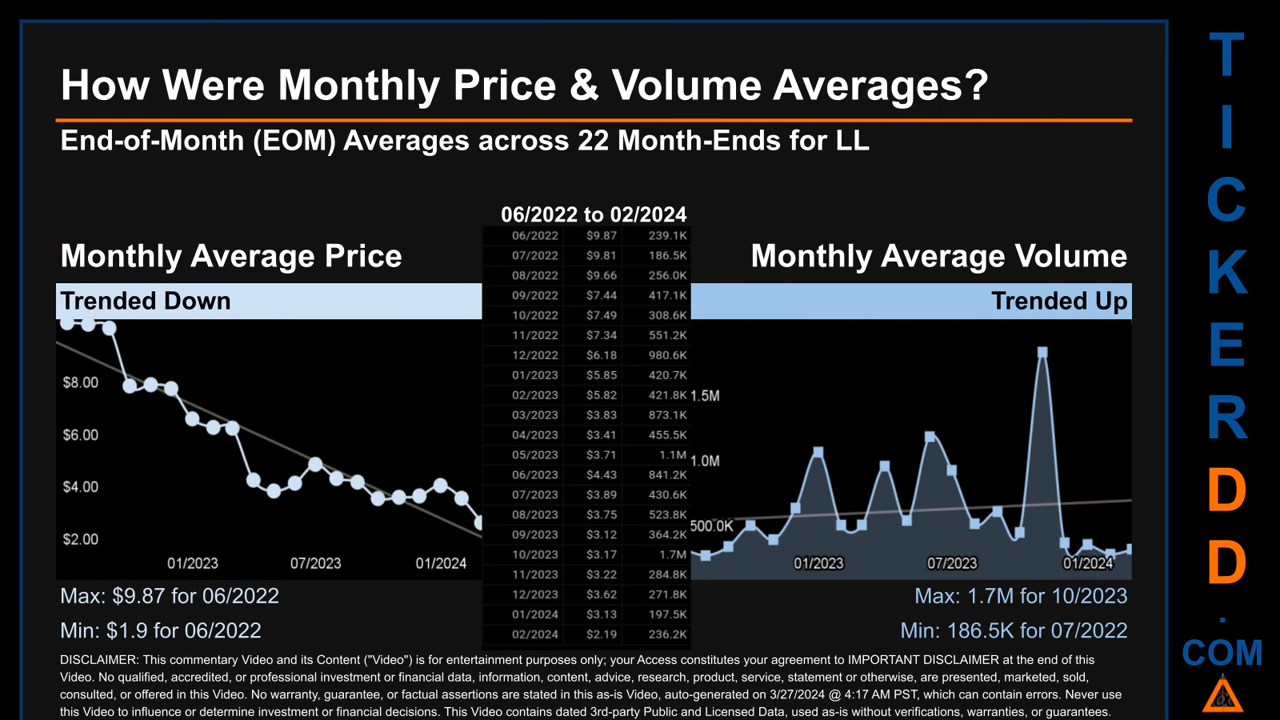 How Were Monthly Price & Volume Averages?
End-of-Month (EOM) Averages across 22 Month-Ends for LL
06/2022 to 02/2024
Monthly Average Price
Trended Down
$8.00
$6.00
$4.00
$2.00
01/2023 07/2023 01/2024
Max: $9.87 for 06/2022
Min: $1.9 for 06/2022
06/2022 $9.87 239.1K
07/2022 $9.81 186.5K
08/2022 $9.66 256.0K
09/2022 $7.44 417.1K
10/2022 $7.49 308.6K
11/2022 $7.34 551.2K
12/2022 $6.18 980.6K
01/2023 $5.85 420.7K
02/2023 $5.82 421.8K
03/2023 $3.83 873.1K
04/2023 $3.41 455.5K
05/2023 $3.71 1.1M
06/2023 $4.43 841.2K
07/2023 $3.89 430.6K
08/2023 $3.75 523.8K
09/2023 $3.12 364.2K
10/2023 $3.17 1.7M
11/2023 $3.22 284.8K
12/2023 $3.62 271.8K
01/2024 $3.13 197.5K
02/2024 $2.19 236.2K
Monthly Average Volume
Trended Up
1.5M
1.0M
500.0K
01/2023 07/2023 01/2024
Max: 1.7M for 10/2023
Min: 186.5K for 07/2022
DISCLAIMER: This commentary Video and its Content ("Video") is for entertainment purposes only; your Access constitutes your agreement to IMPORTANT DISCLAIMER at the end of this
Video. No qualified, accredited, or professional investment or financial data, information, content, advice, research, product, service, statement or otherwise, are presented, marketed, sold,
consulted, or offered in this Video. No warranty, guarantee, or factual assertions are stated in this as-is Video, auto-generated on 3/27/2024 @ 4:17 AM PST, which can contain errors. Never use
this Video to influence or determine investment or financial decisions. This Video contains dated 3rd-party Public and Licensed Data, used as-is without verifications, warranties, or guarantees.
T
I
C
K
E
R
D
D
.
COM